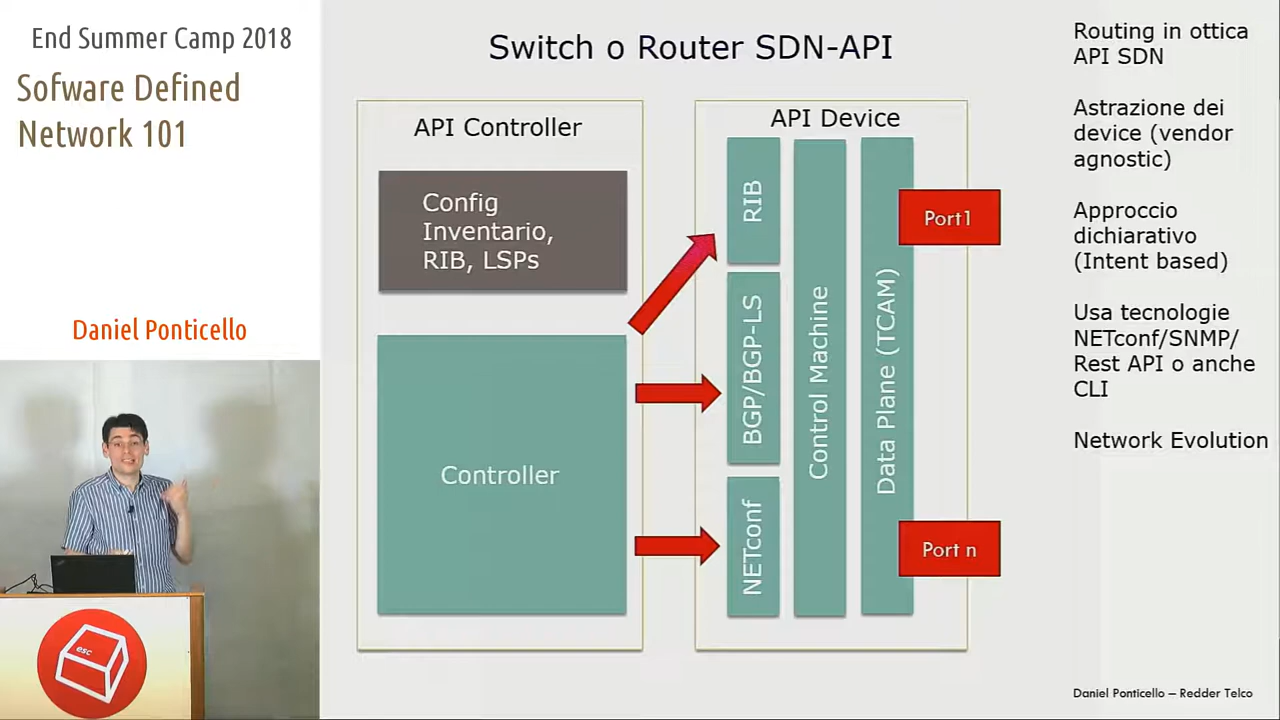 End Summer Camp 2018
Sofware Defined
Network 101
Daniel Ponticello
esc
Switch o Router SDN-API
API Controller
Config
Inventario,
RIB, LSPs
Controller
API Device
RIB
BGP/BGP-LS
NETconf
Control Machine
Data Plane (TCAM)
Port1
Port n
Routing in ottica
API SDN
Astrazione dei
device (vendor
agnostic)
Approccio
dichiarativo
(Intent based)
Usa tecnologie
NETconf/SNMP/
Rest API o anche
CLI
Network Evolution
Daniel Ponticello – Redder Telco